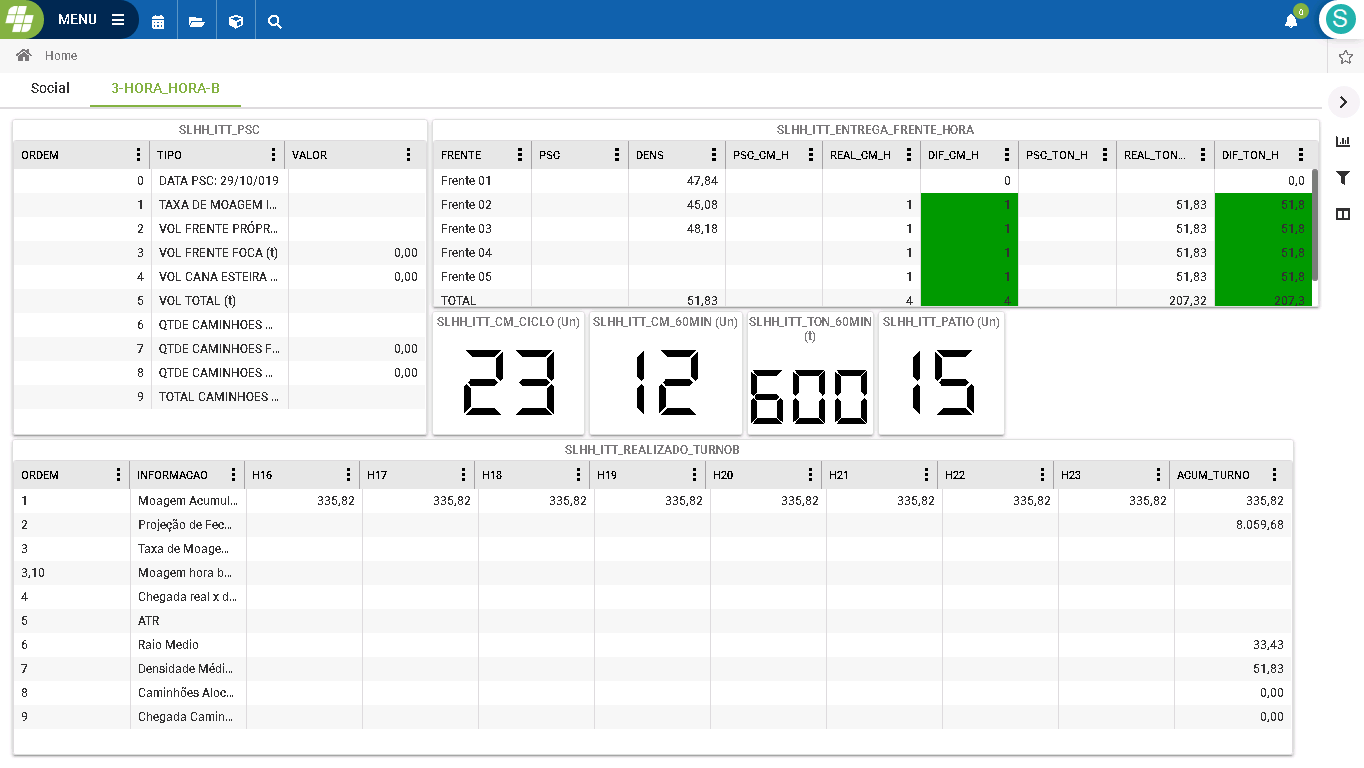 MENU
0
S
Home
Social 3-HORA_HORA-B
SLHH_ITT_PSC
ORDEM TIPO VALOR
0 DATA PSC: 29/10/019
1 TAXA DE MOAGEM I...
2 VOL FRENTE PRÓPR...
3 VOL FRENTE FOCA (t) 0,00
4 VOL CANA ESTEIRA ... 0,00
5 VOL TOTAL (t)
6 QTDE CAMINHOES ...
7 QTDE CAMINHOES F... 0,00
8 QTDE CAMINHOES ... 0,00
9 TOTAL CAMINHOES ...
SLHH_ITT_ENTREGA_FRENTE_HORA
FRENTE PSC DENS PSC_CM_H REAL_CM_H DIF_CM_H PSC_TON_H REAL_TON... DIF_TON_H
Frente 01 47,84 0 0,0
Frente 02 45,08 1 1 51,83 51,8
Frente 03 48,18 1 1 51,83 51,8
Frente 04 1 1 51,83 51,8
Frente 05 1 1 51,83 51,8
TOTAL 51,83 4 4 207,32 207,3
SLHH_ITT_CM_CICLO (Un)
23
SLHH_ITT_CM_60MIN (Un)
12
SLHH_ITT_TON_60MIN
(t)
600
SLHH_ITT_PATIO (Un)
15
SLHH_ITT_REALIZADO_TURNOB
ORDEM INFORMACAO H16 H17 H18 H19 H20 H21 H22 H23 ACUM_TURNO
1 Moagem Acumul... 335,82 335,82 335,82 335,82 335,82 335,82 335,82 335,82 335,82
2 Projeção de Fec... 8.059,68
3 Taxa de Moage...
3,10 Moagem hora b...
4 Chegada real x d...
5 ATR
6 Raio Medio 33,43
7 Densidade Médi... 51,83
8 Caminhões Aloc... 0,00
9 Chegada Camin... 0,00